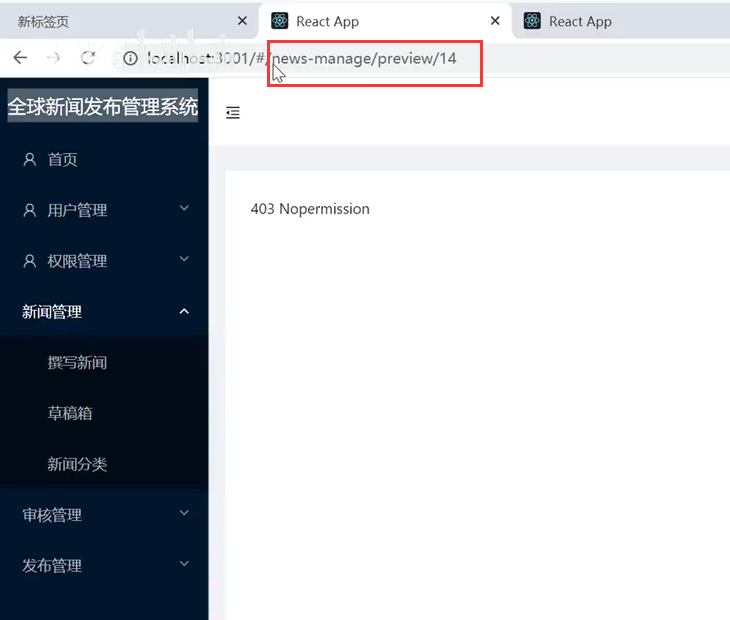 新标签页
React App
React App
localhost:3001/#/news-manage/preview/14
全球新闻发布管理系统
首页
用户管理
权限管理
新闻管理
撰写新闻
草稿箱
新闻分类
审核管理
发布管理
403 Nopermission